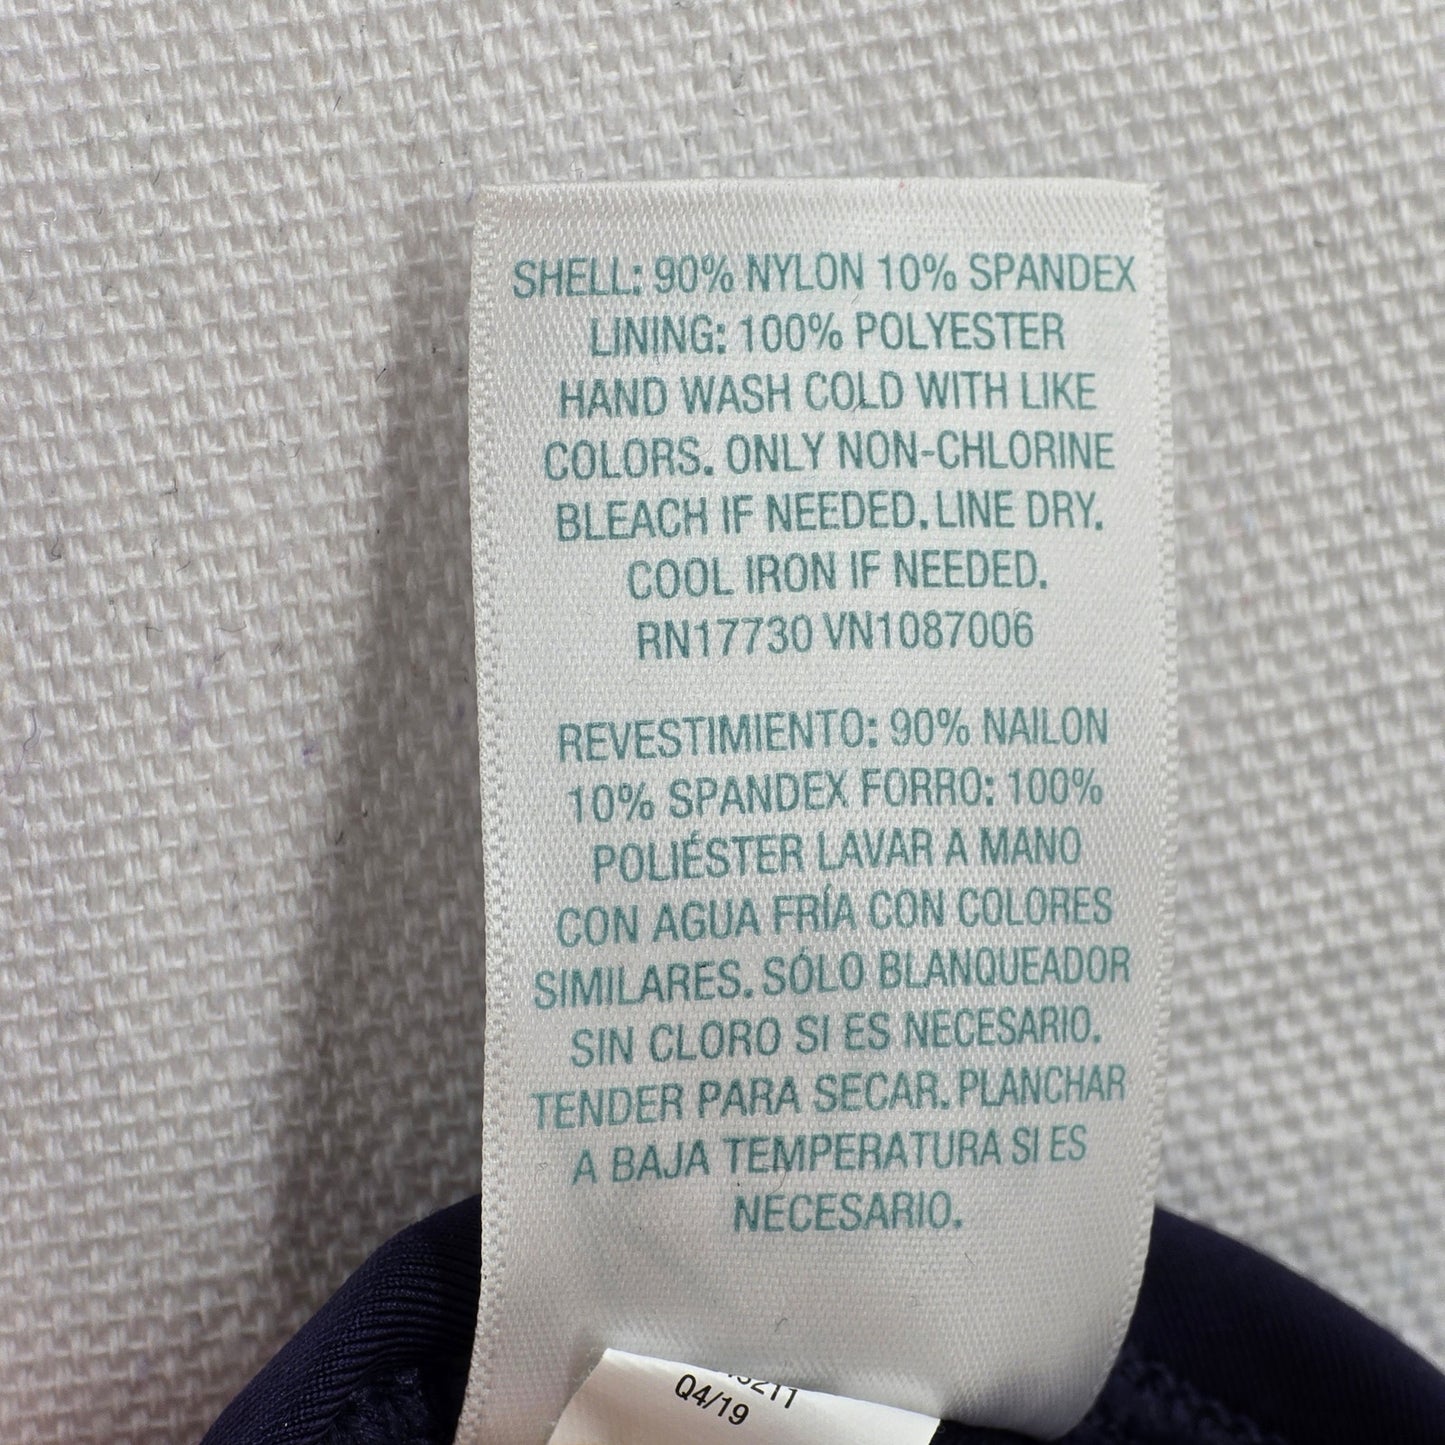 SHELL: 90% NYLON 10% SPANDEX
LINING: 100% POLYESTER
HAND WASH COLD WITH LIKE
COLORS. ONLY NON-CHLORINE
BLEACH IF NEEDED. LINE DRY.
COOL IRON IF NEEDED.
RN17730 VN1087006
REVESTIMIENTO: 90% NAILON
10% SPANDEX FORRO: 100%
POLIÉSTER LAVAR A MANO
CON AGUA FRÍA CON COLORES
SIMILARES. SÓLO BLANQUEADOR
SIN CLORO SI ES NECESARIO.
TENDER PARA SECAR. PLANCHAR
A BAJA TEMPERATURA SI ES
NECESARIO.
Q4/19